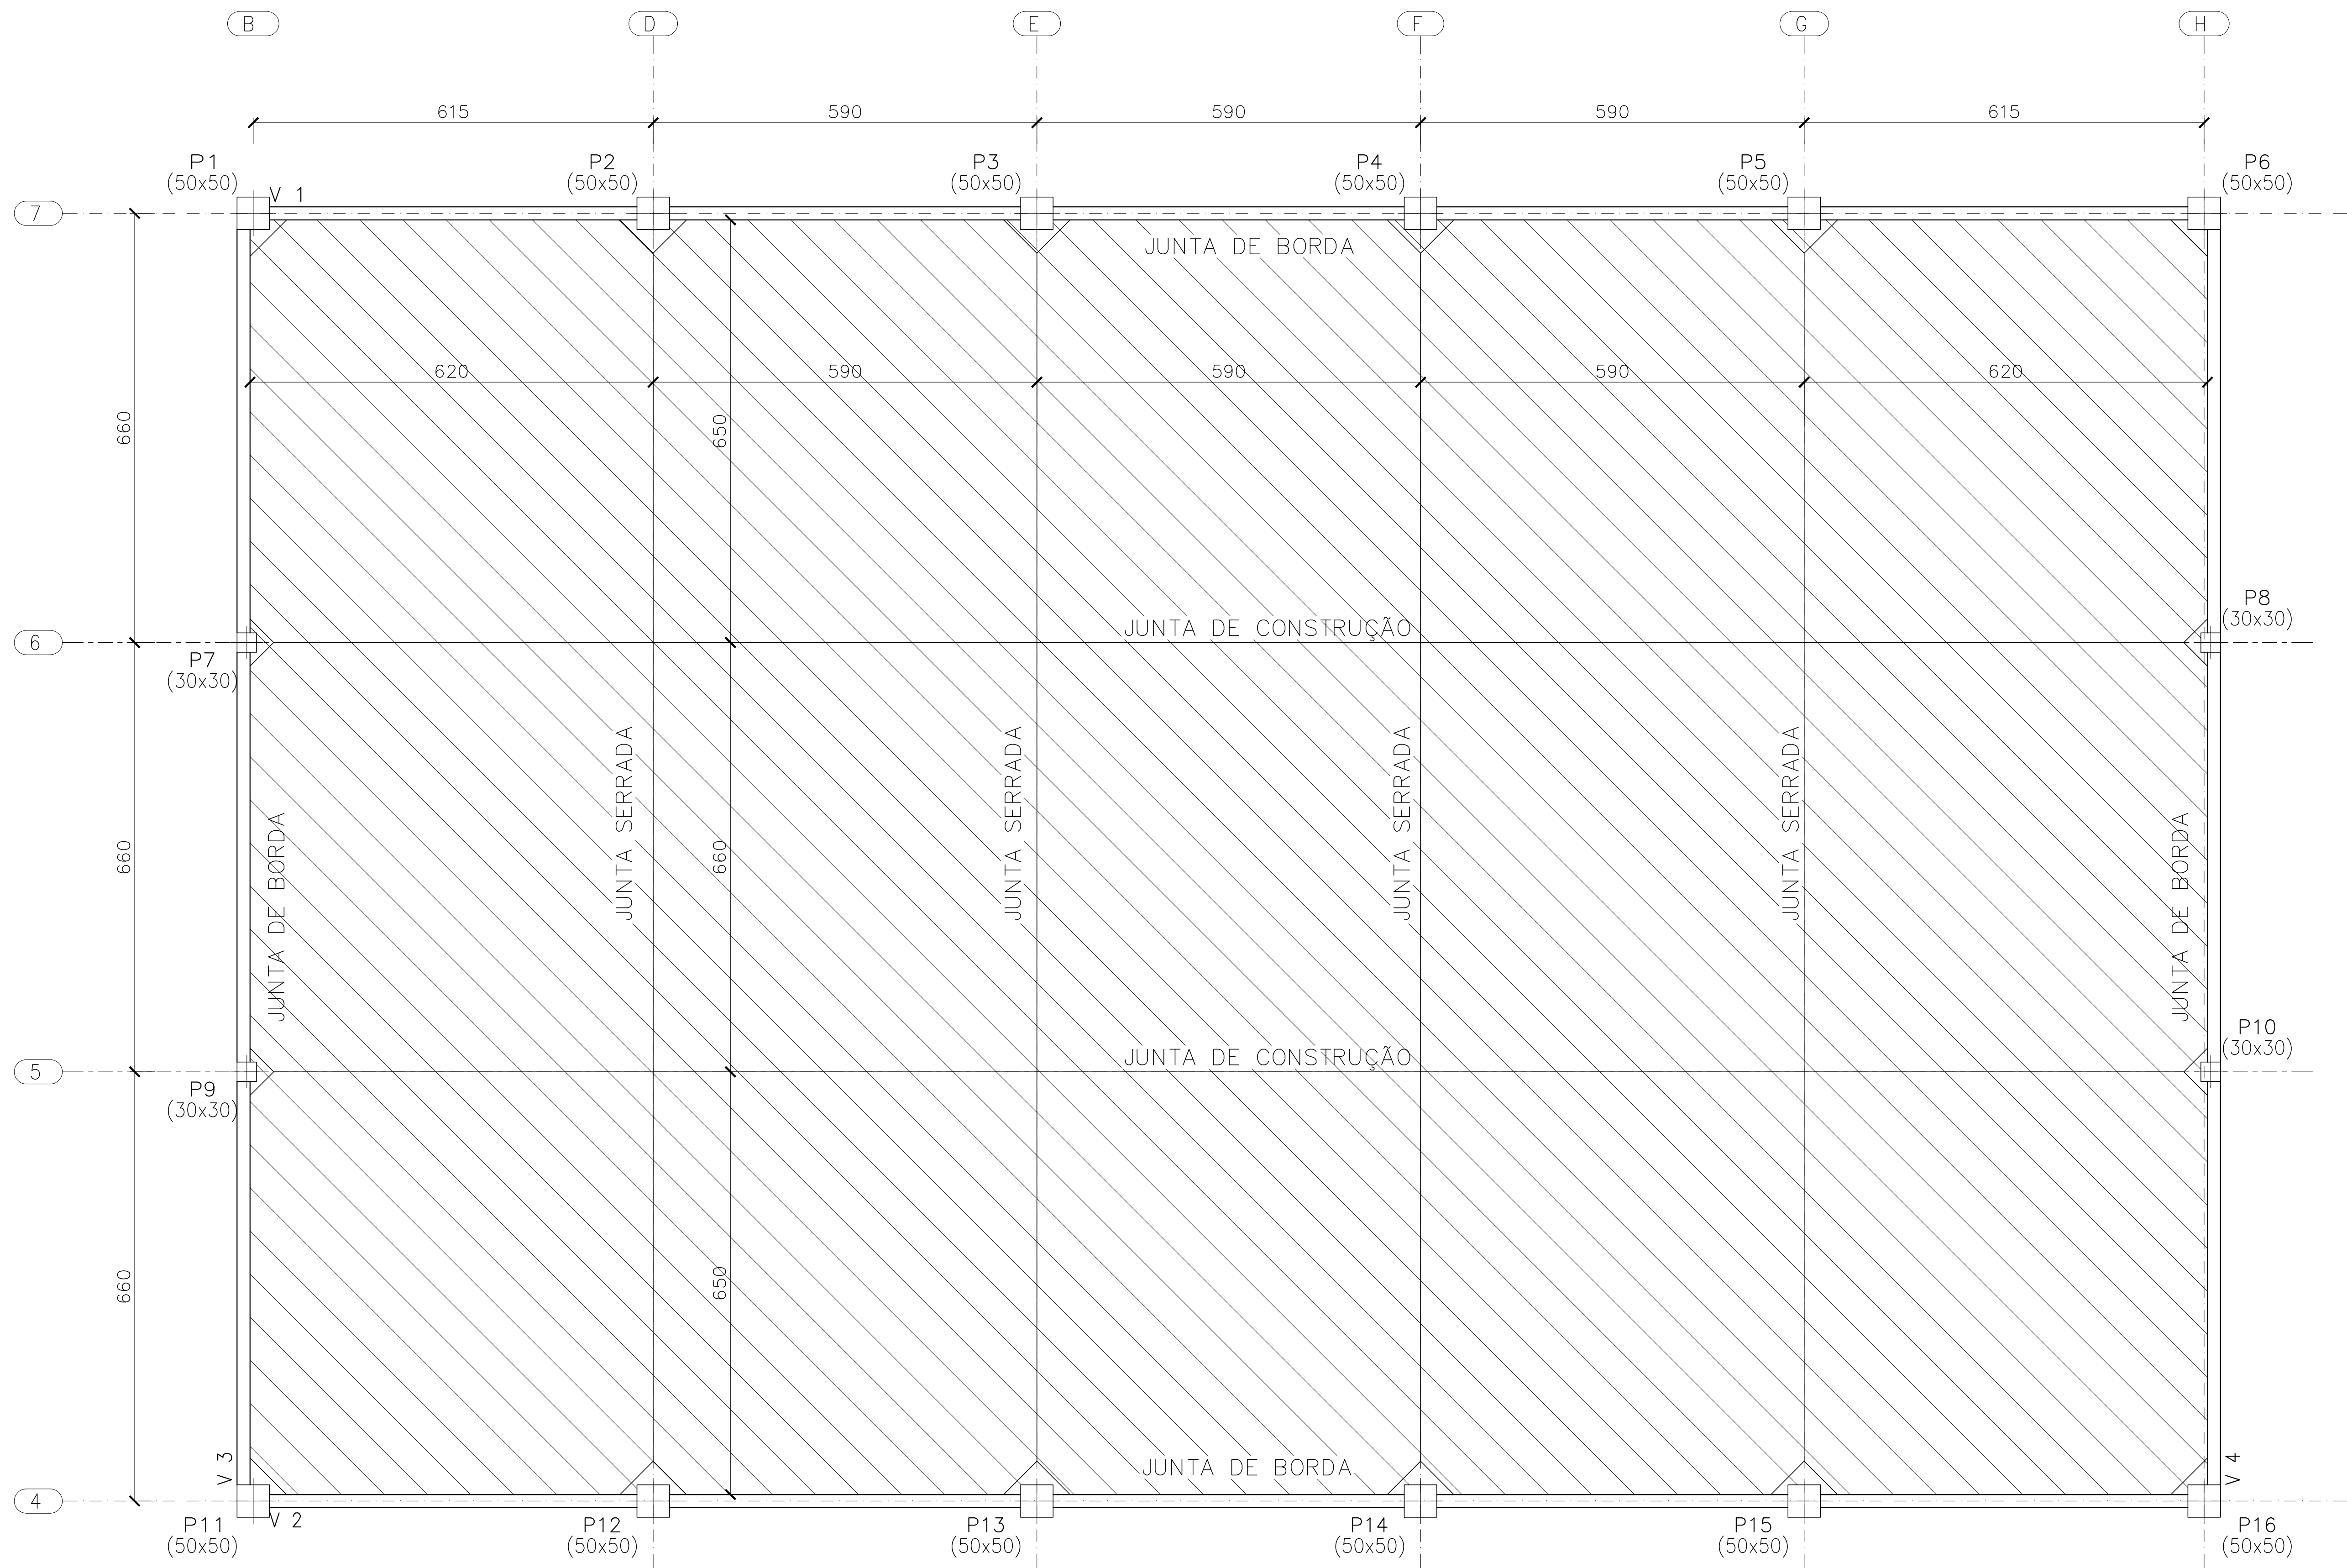 B
D
E
F
G
H
615
590
590
590
615
P1
(50x50)
P2
(50x50)
P3
(50x50)
P4
(50x50)
P5
(50x50)
P6
(50x50)
V 1
7
JUNTA DE BORDA
620
590
590
590
620
660
650
JUNTA DE CONSTRUÇÃO
P8
(30x30)
6
P7
(30x30)
JUNTA SERRADA
JUNTA SERRADA
JUNTA SERRADA
JUNTA SERRADA
660
660
JUNTA DE BORDA
JUNTA DE BORDA
JUNTA DE CONSTRUÇÃO
P10
(30x30)
5
P9
(30x30)
660
650
JUNTA DE BORDA
V 3
V 4
4
V 2
P11
(50x50)
P12
(50x50)
P13
(50x50)
P14
(50x50)
P15
(50x50)
P16
(50x50)